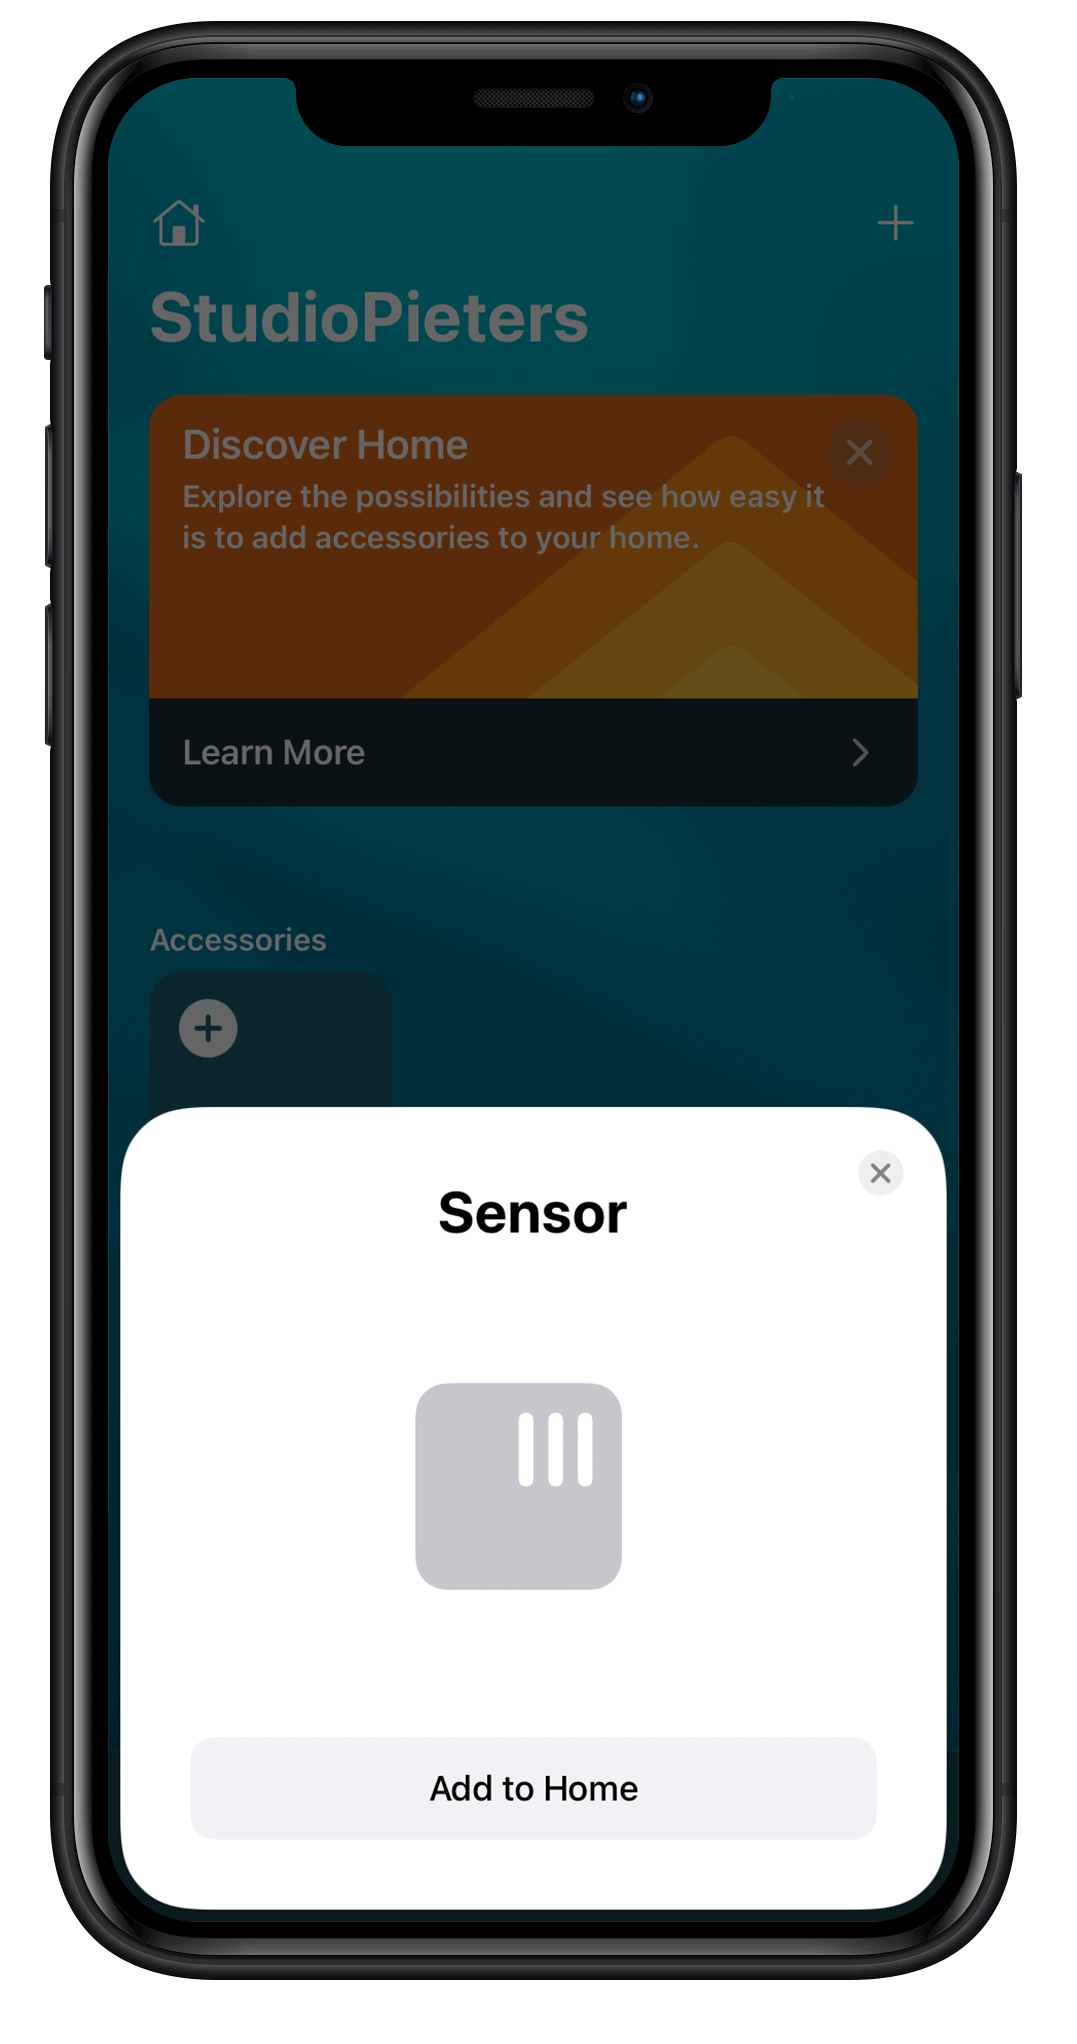 StudioPieters
Discover Home
Explore the possibilities and see how easy it
is to add accessories to your home.
Learn More
Accessories
Sensor
Add to Home